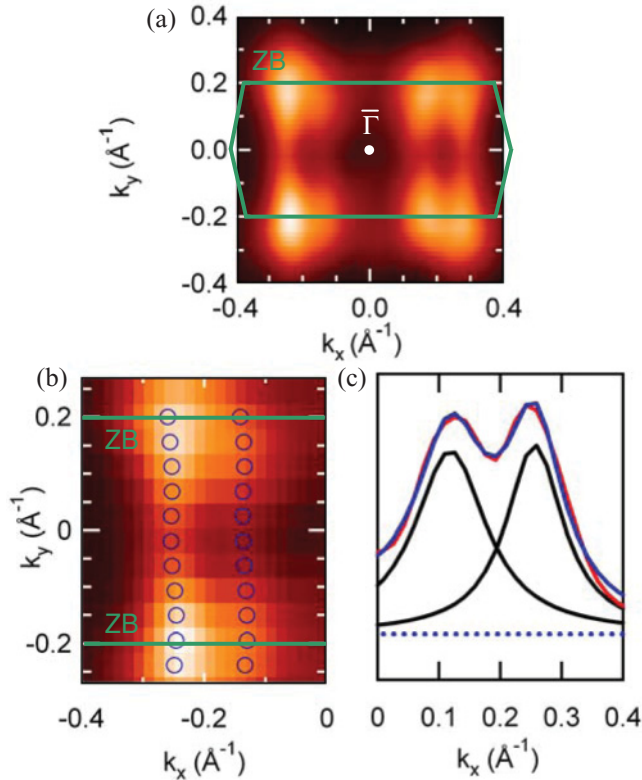 (a)
0.4
ZB
0.2
Γ̅
0.0
-0.2
-0.4
k_y (Å⁻¹)
-0.4 0.0 0.4
k_x (Å⁻¹)
(b)
0.2
ZB
0
ZB
-0.2
k_y (Å⁻¹)
-0.4 -0.2 0
k_x (Å⁻¹)
(c)
0 0.1 0.2 0.3 0.4
k_x (Å⁻¹)